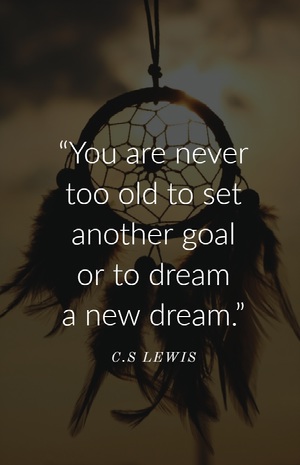 “You are never
too old to set
another goal
or to dream
a new dream.”
C.S LEWIS